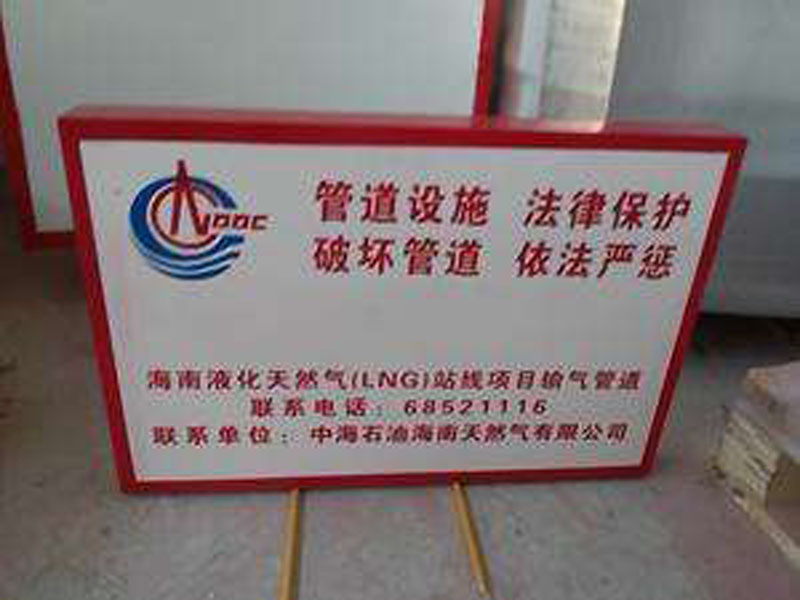 CNOOC
管道设施 法律保护
破坏管道 依法严惩
海南液化天然气(LNG)站线项目输气管道
联系电话：68521116
联系单位：中海石油海南天然气有限公司